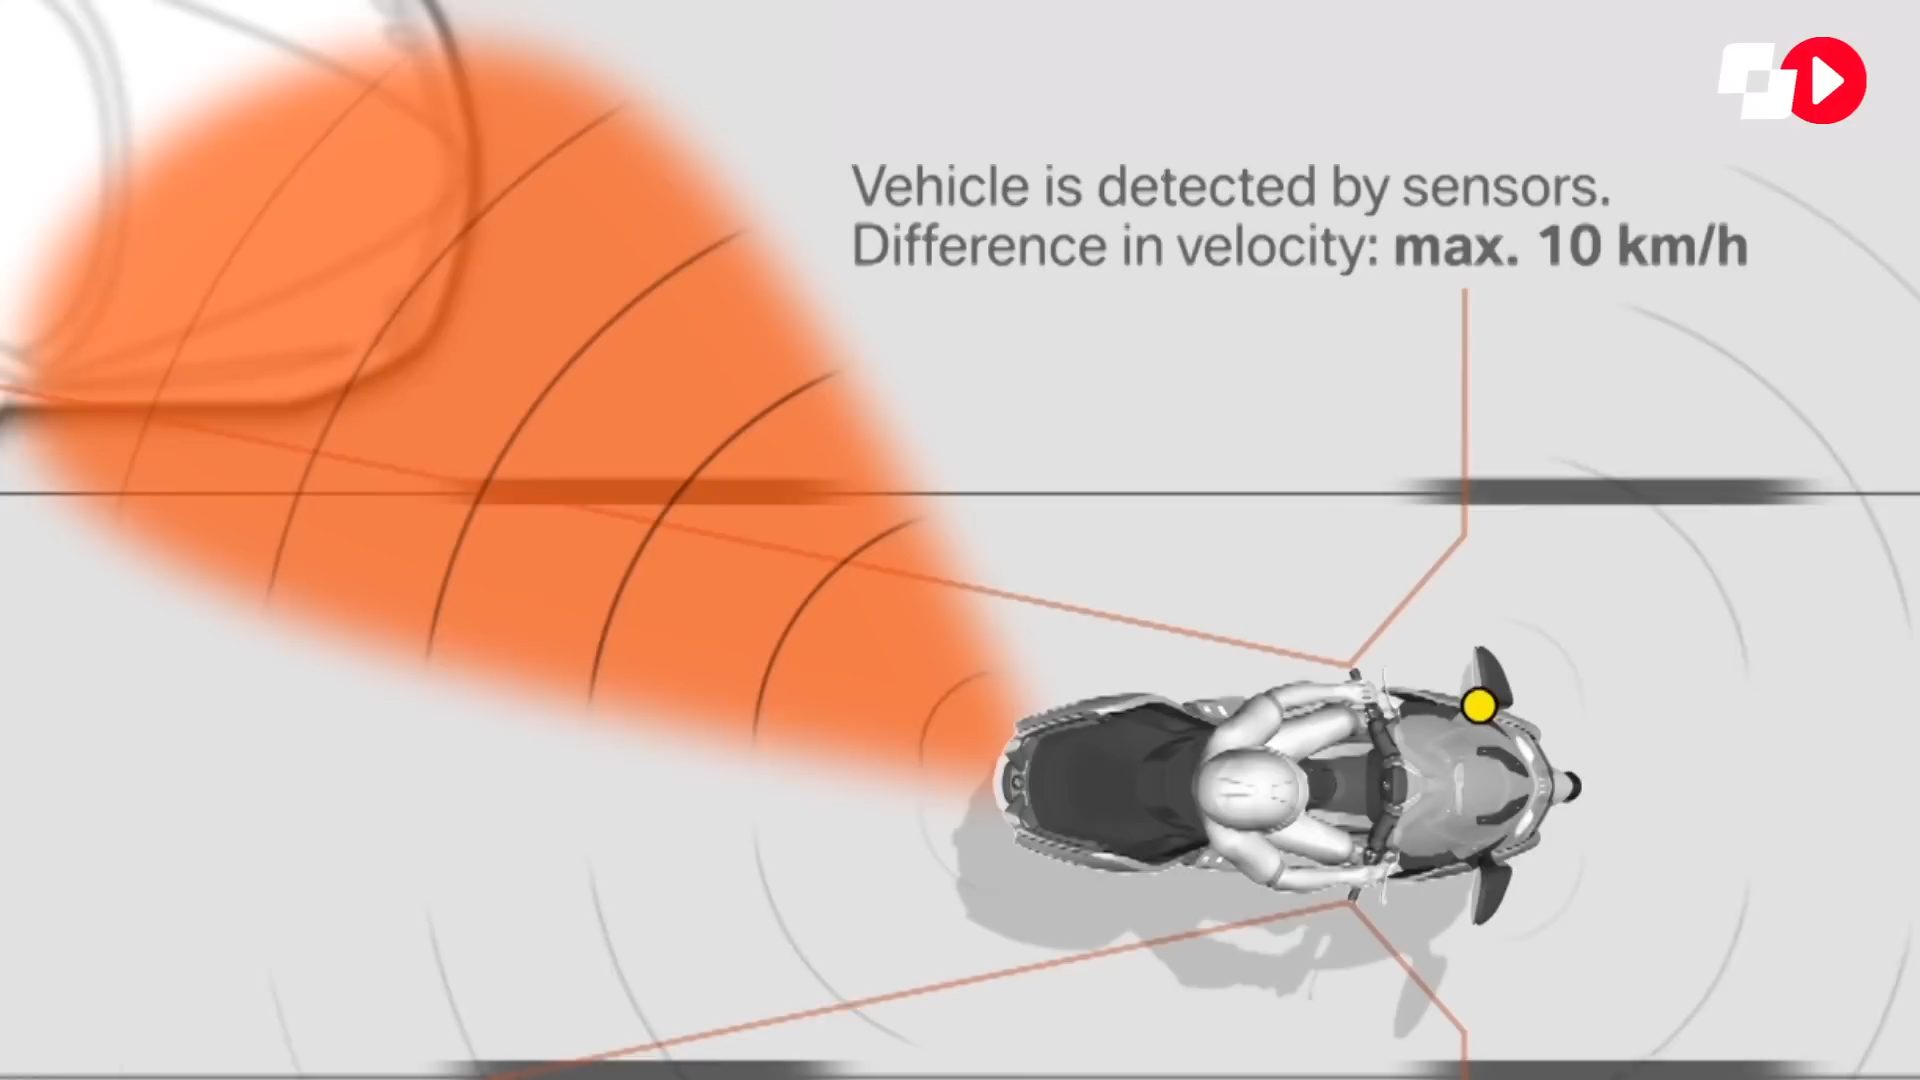 Vehicle is detected by sensors.
Difference in velocity: max. 10 km/h